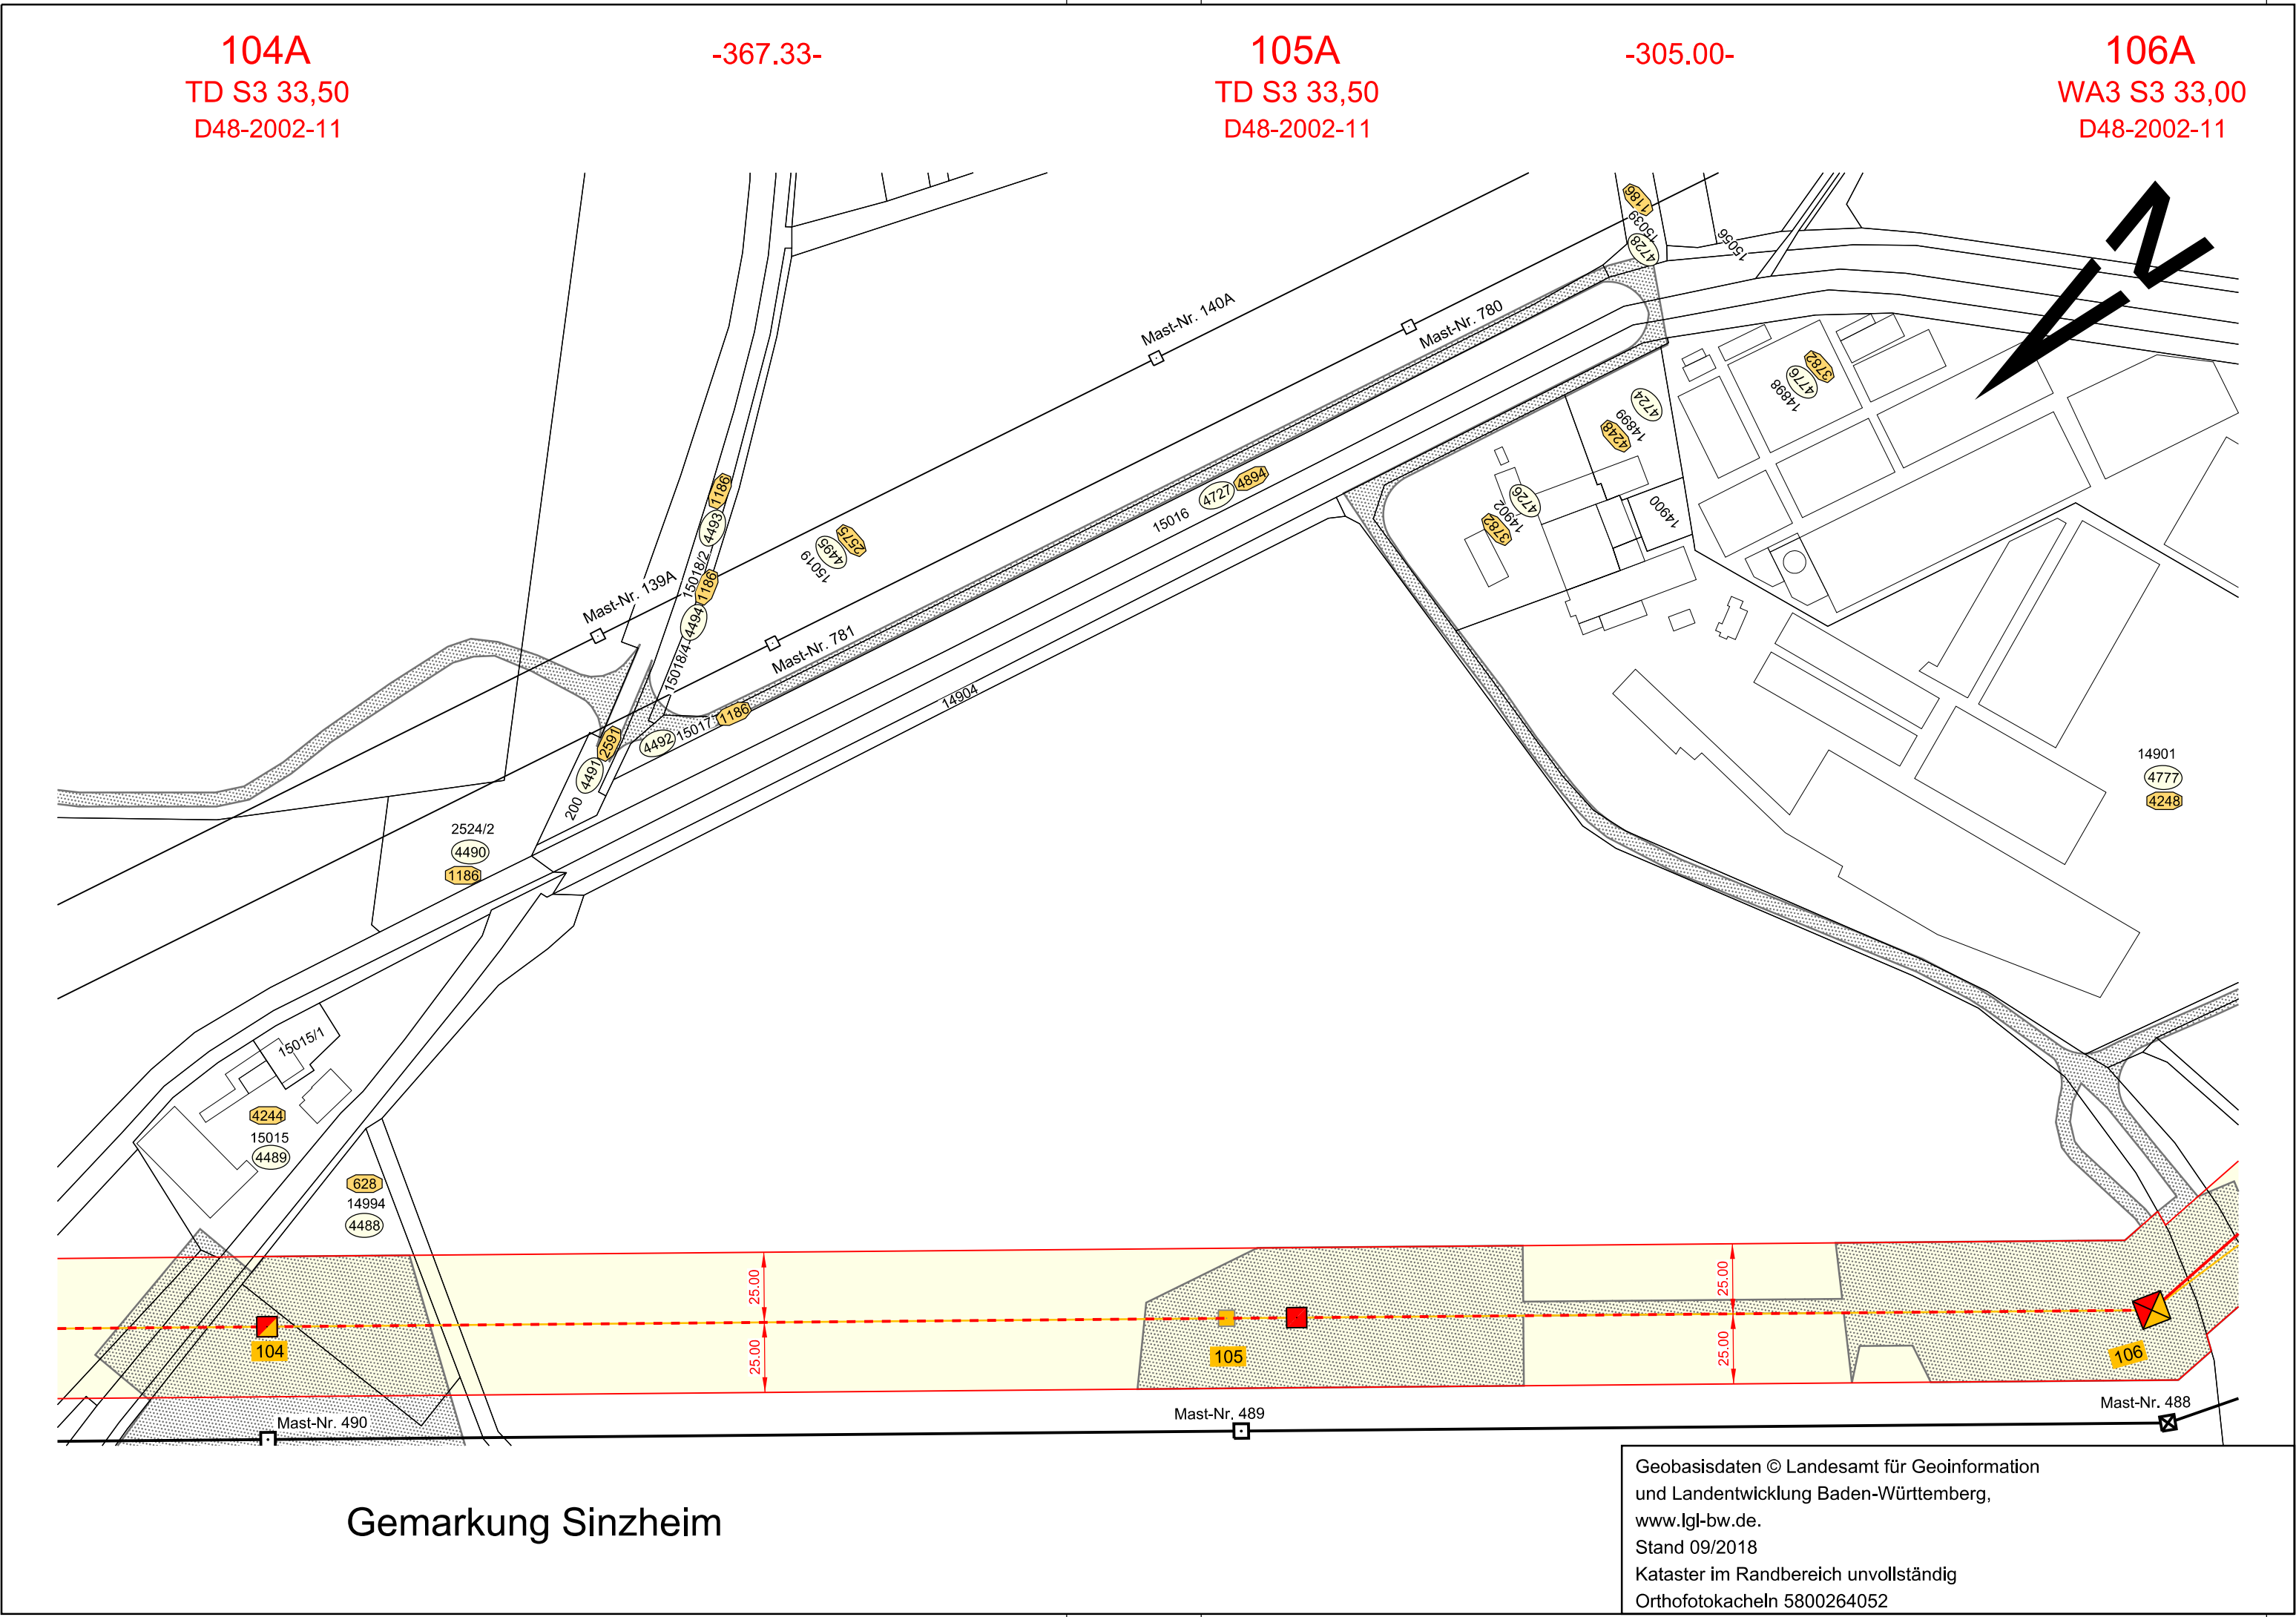 104A
TD S3 33,50
D48-2002-11
-367.33-
105A
TD S3 33,50
D48-2002-11
-305.00-
106A
WA3 S3 33,00
D48-2002-11
N
1186
15039
4728
15056
Mast-Nr. 140A
Mast-Nr. 780
3782
4776
14898
4724
14899
4248
4726
14902
3782
14900
4727
4894
15016
1186
4493
15018/2
1186
4494
15018/4
2575
4495
15019
Mast-Nr. 139A
Mast-Nr. 781
14904
1186
15017
4492
2591
4491
200
14901
4777
4248
2524/2
4490
1186
15015/1
4244
15015
4489
628
14994
4488
25.00
25.00
25.00
25.00
104
105
106
Mast-Nr. 490
Mast-Nr. 489
Mast-Nr. 488
Gemarkung Sinzheim
Geobasisdaten © Landesamt für Geoinformation
und Landentwicklung Baden-Württemberg,
www.lgl-bw.de.
Stand 09/2018
Kataster im Randbereich unvollständig
Orthofotokacheln 5800264052